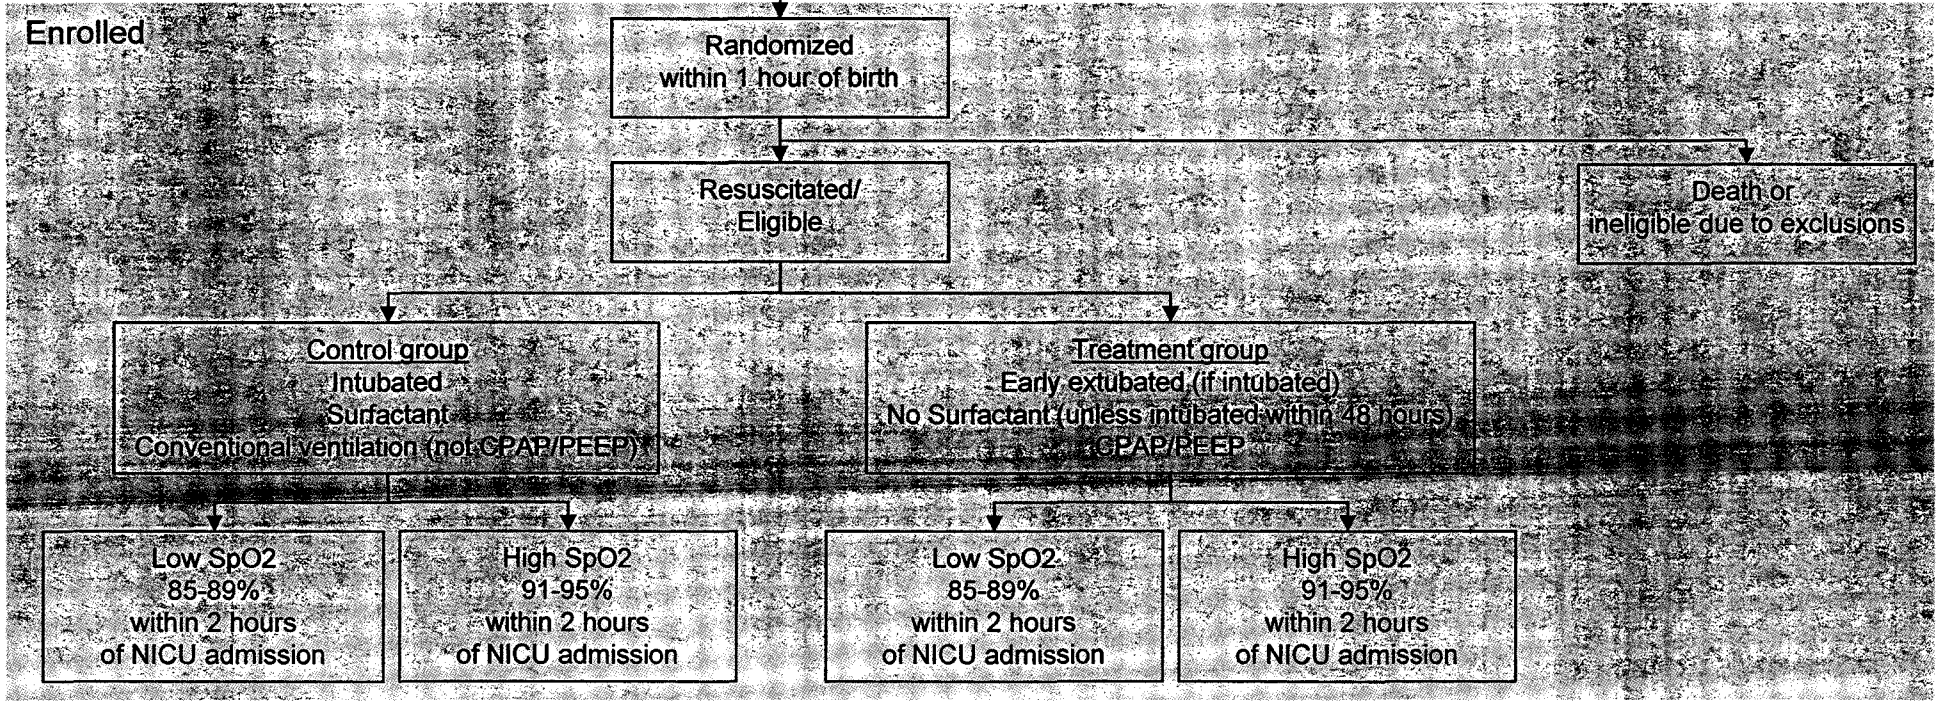 Enrolled
Randomized
within 1 hour of birth
Resuscitated/
Eligible
Death or
ineligible due to exclusions
Control group
Intubated
Surfactant
Conventional ventilation (not CPAP/PEEP)
Treatment group
Early extubated (if intubated)
No Surfactant (unless intubated within 48 hours)
CPAP/PEEP
Low SpO2
85-89%
within 2 hours
of NICU admission
High SpO2
91-95%
within 2 hours
of NICU admission
Low SpO2
85-89%
within 2 hours
of NICU admission
High SpO2
91-95%
within 2 hours
of NICU admission